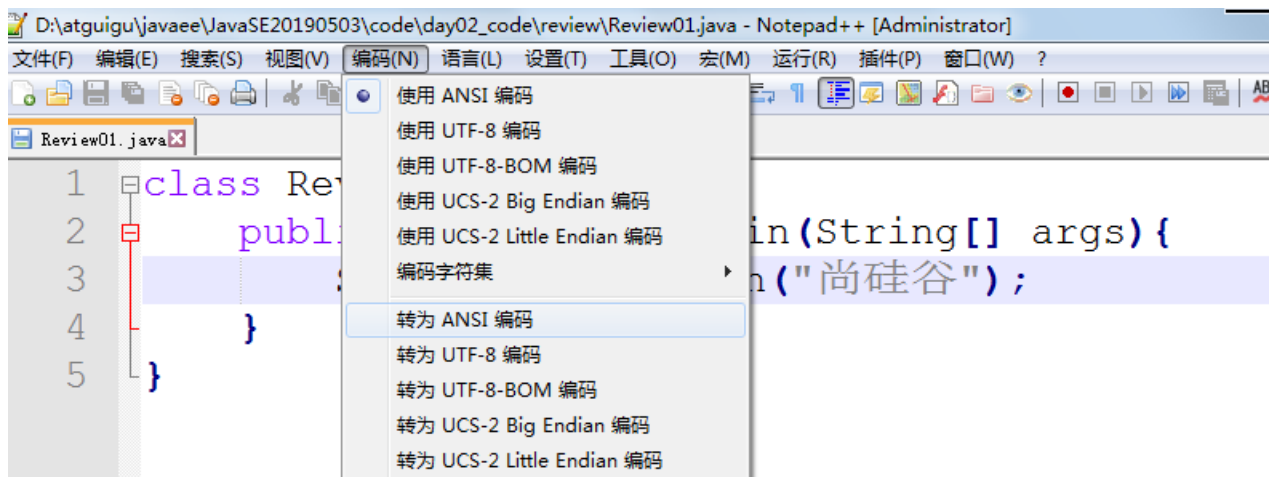 D:\atguigu\javaee\JavaSE20190503\code\day02_code\review\Review01.java - Notepad++ [Administrator]
文件(F) 编辑(E) 搜索(S) 视图(V) 编码(N) 语言(L) 设置(T) 工具(O) 宏(M) 运行(R) 插件(P) 窗口(W) ?
Review01.java
使用 ANSI 编码
使用 UTF-8 编码
使用 UTF-8-BOM 编码
使用 UCS-2 Big Endian 编码
使用 UCS-2 Little Endian 编码
编码字符集
转为 ANSI 编码
转为 UTF-8 编码
转为 UTF-8-BOM 编码
转为 UCS-2 Big Endian 编码
转为 UCS-2 Little Endian 编码
1 class Re
2 publi in(String[] args){
3 n("尚硅谷");
4 }
5 }